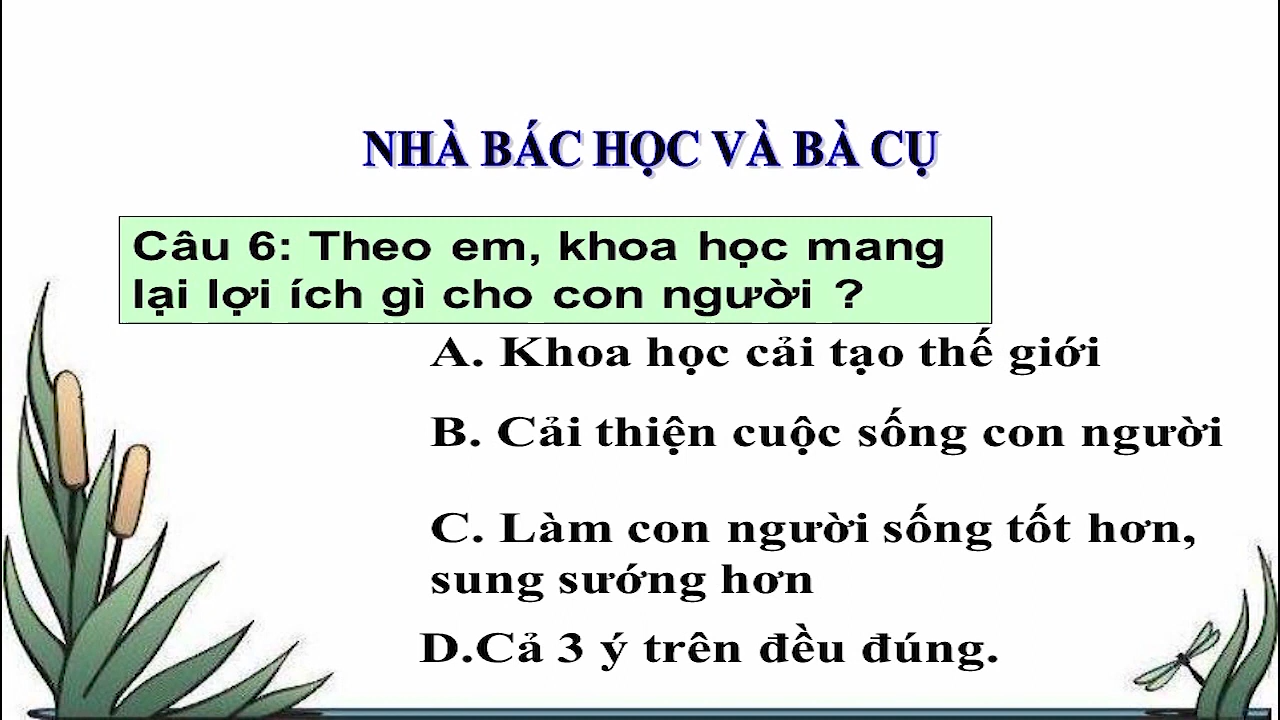 NHÀ BÁC HỌC VÀ BÀ CỤ
Câu 6: Theo em, khoa học mang
lại lợi ích gì cho con người ?
A. Khoa học cải tạo thế giới
B. Cải thiện cuộc sống con người
C. Làm con người sống tốt hơn,
sung sướng hơn
D.Cả 3 ý trên đều đúng.